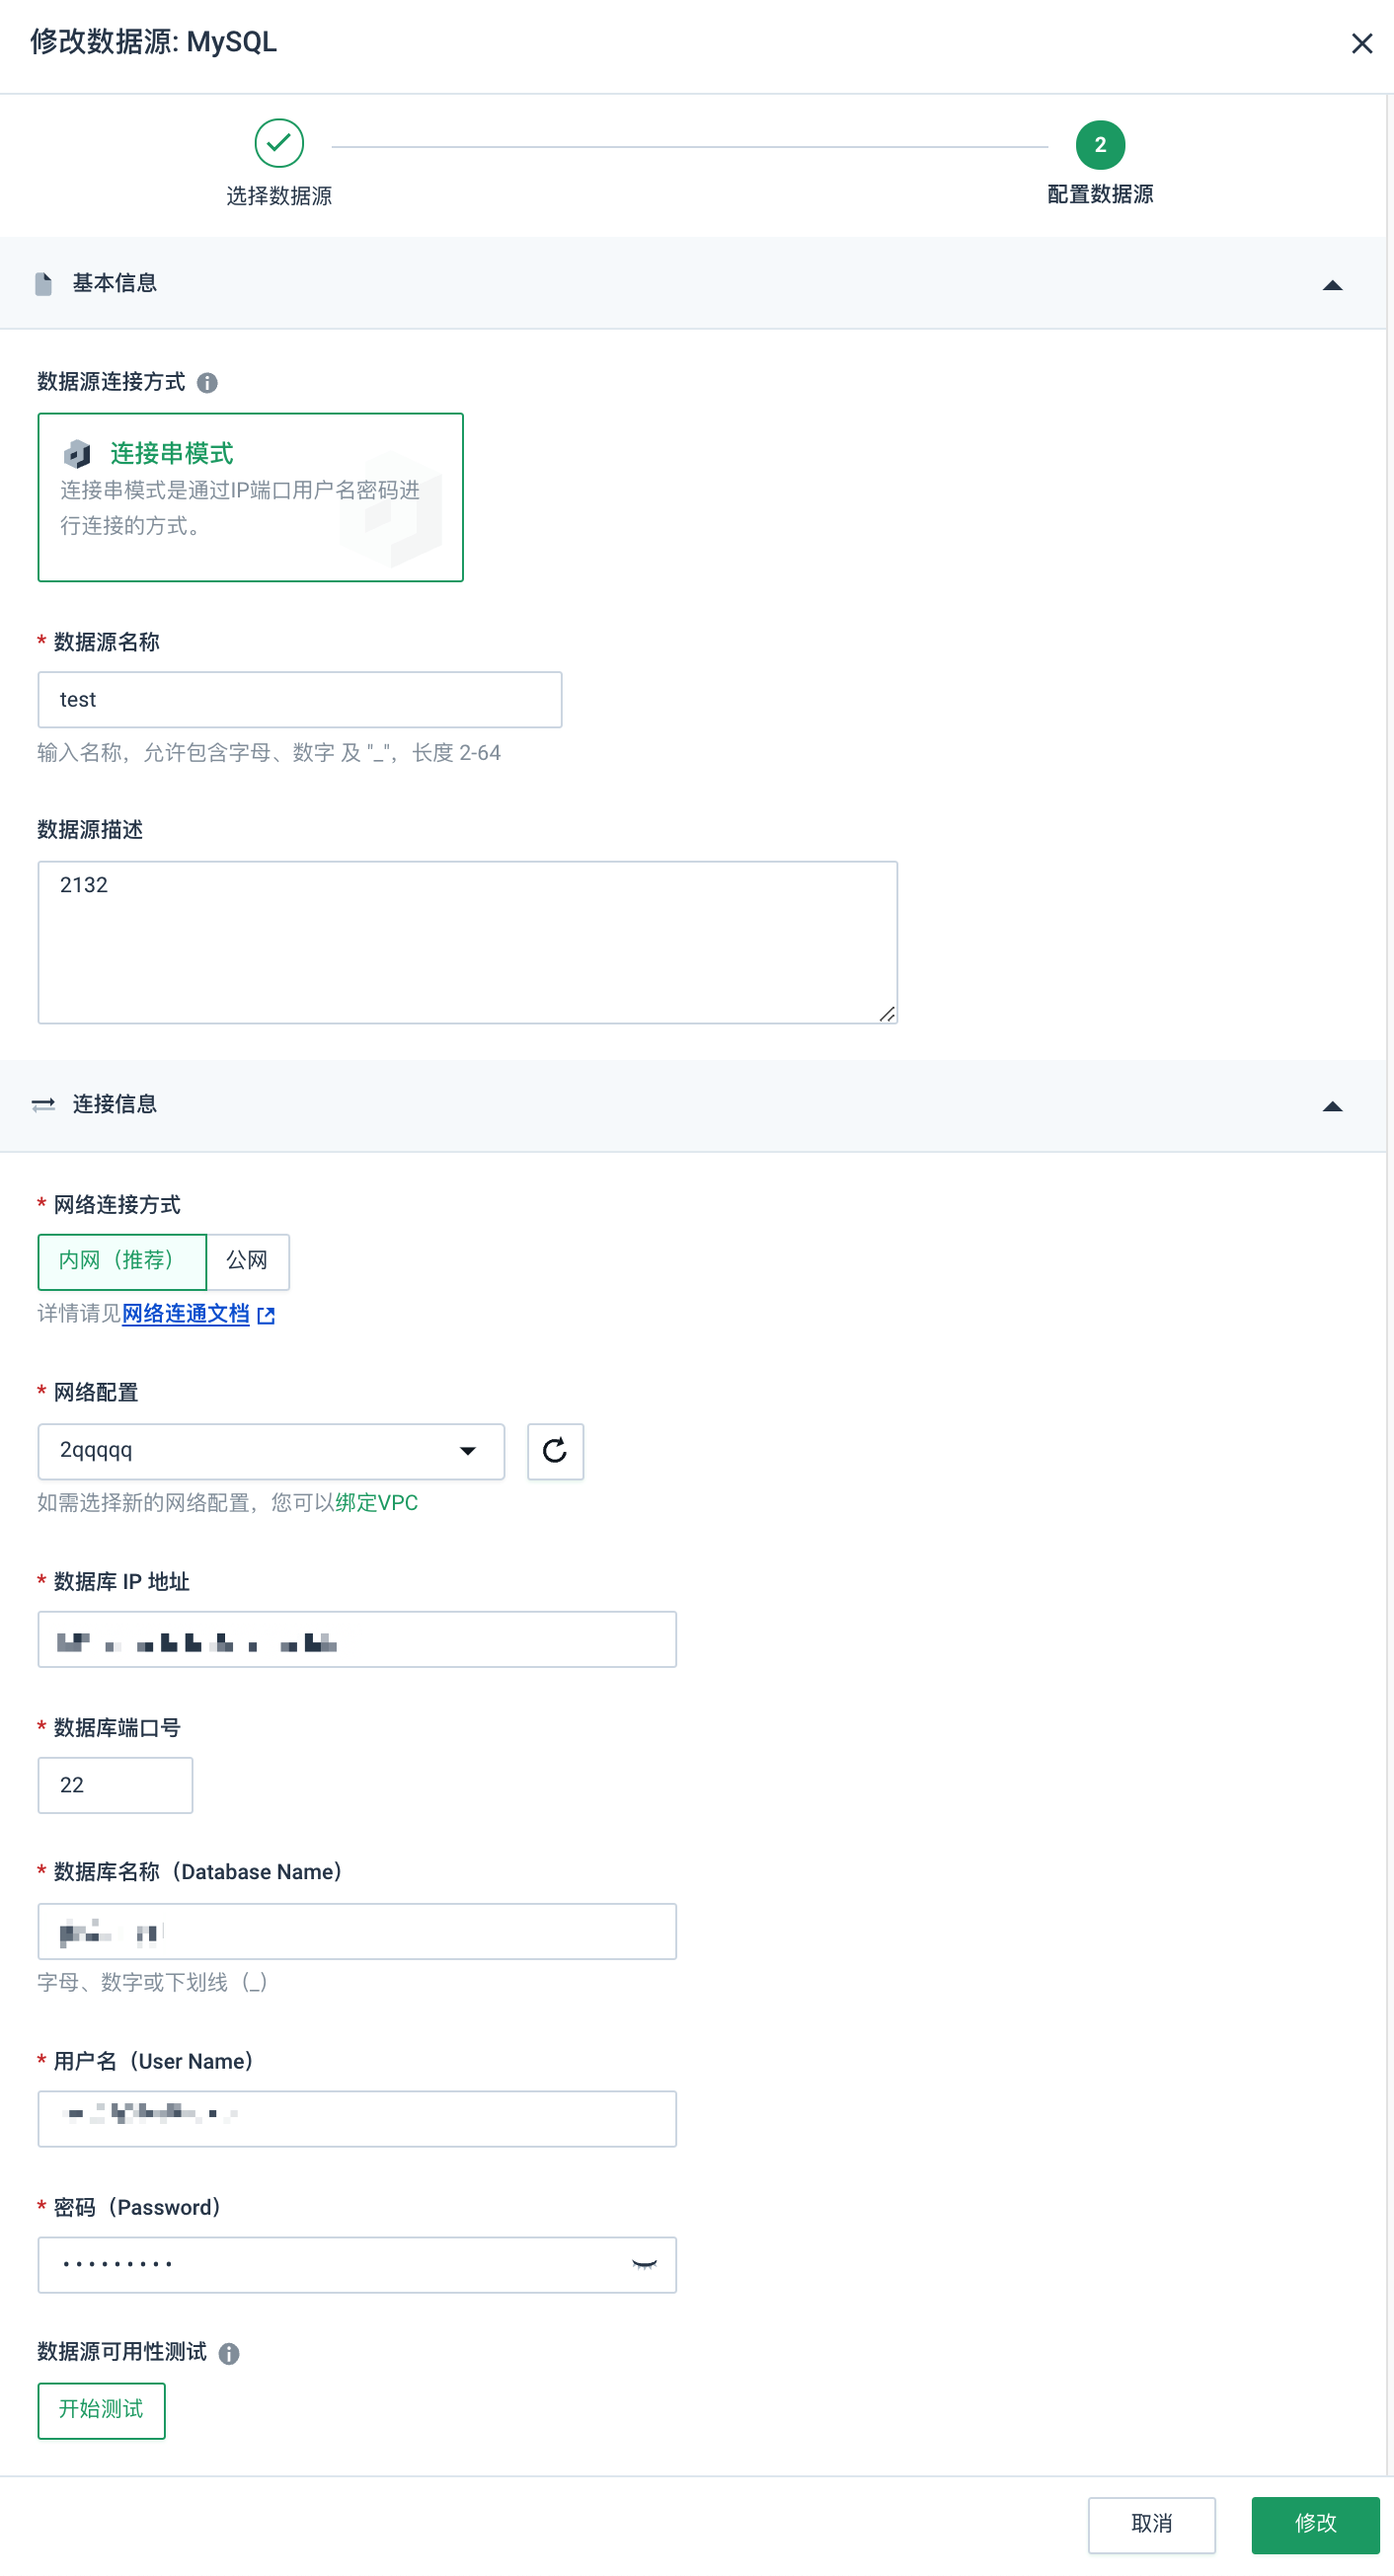 修改数据源: MySQL
选择数据源
2
配置数据源
基本信息
数据源连接方式
连接串模式
连接串模式是通过IP端口用户名密码进
行连接的方式。
* 数据源名称
test
输入名称，允许包含字母、数字 及 "_"，长度 2-64
数据源描述
2132
连接信息
* 网络连接方式
内网（推荐） 公网
详情请见网络连通文档
* 网络配置
2qqqqq
如需选择新的网络配置，您可以绑定VPC
* 数据库 IP 地址
* 数据库端口号
22
* 数据库名称（Database Name）
字母、数字或下划线（_）
* 用户名（User Name）
* 密码（Password）
•••••••••
数据源可用性测试
开始测试
取消 修改